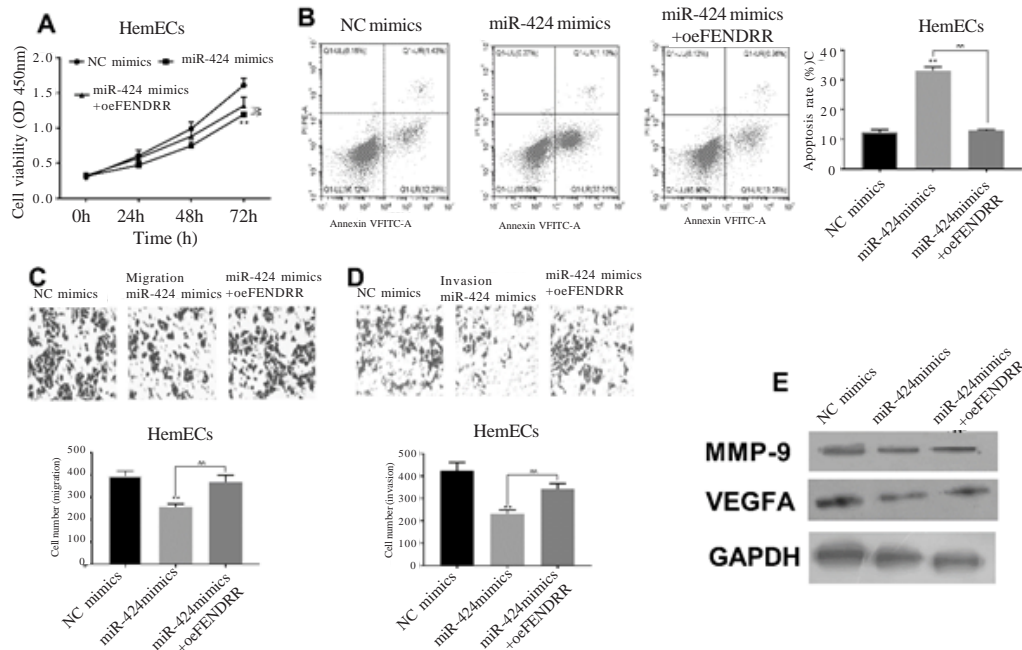 A
HemECs
NC mimics
miR-424 mimics
miR-424 mimics
+oeFENDRR
Cell viability (OD 450nm)
2.0
1.5
1.0
0.5
0.0
**
0h
24h
48h
72h
Time (h)
B
NC mimics
miR-424 mimics
miR-424 mimics
+oeFENDRR
Annexin VFITC-A
Annexin VFITC-A
Annexin VFITC-A
HemECs
Apoptosis rate (%)C
40
30
20
10
0
**
^^
NC mimics
miR-424mimics
miR-424mimics
+oeFENDRR
C
Migration
NC mimics
miR-424 mimics
miR-424 mimics
+oeFENDRR
HemECs
Cell number(migration)
500
400
300
200
100
0
**
^^
NC mimics
miR-424mimics
miR-424mimics
+oeFENDRR
D
Invasion
NC mimics
miR-424 mimics
miR-424 mimics
+oeFENDRR
HemECs
Cell number(invasion)
600
400
200
0
**
^^
NC mimics
miR-424mimics
miR-424mimics
+oeFENDRR
E
NC mimics
miR-424mimics
miR-424mimics
+oeFENDRR
MMP-9
VEGFA
GAPDH